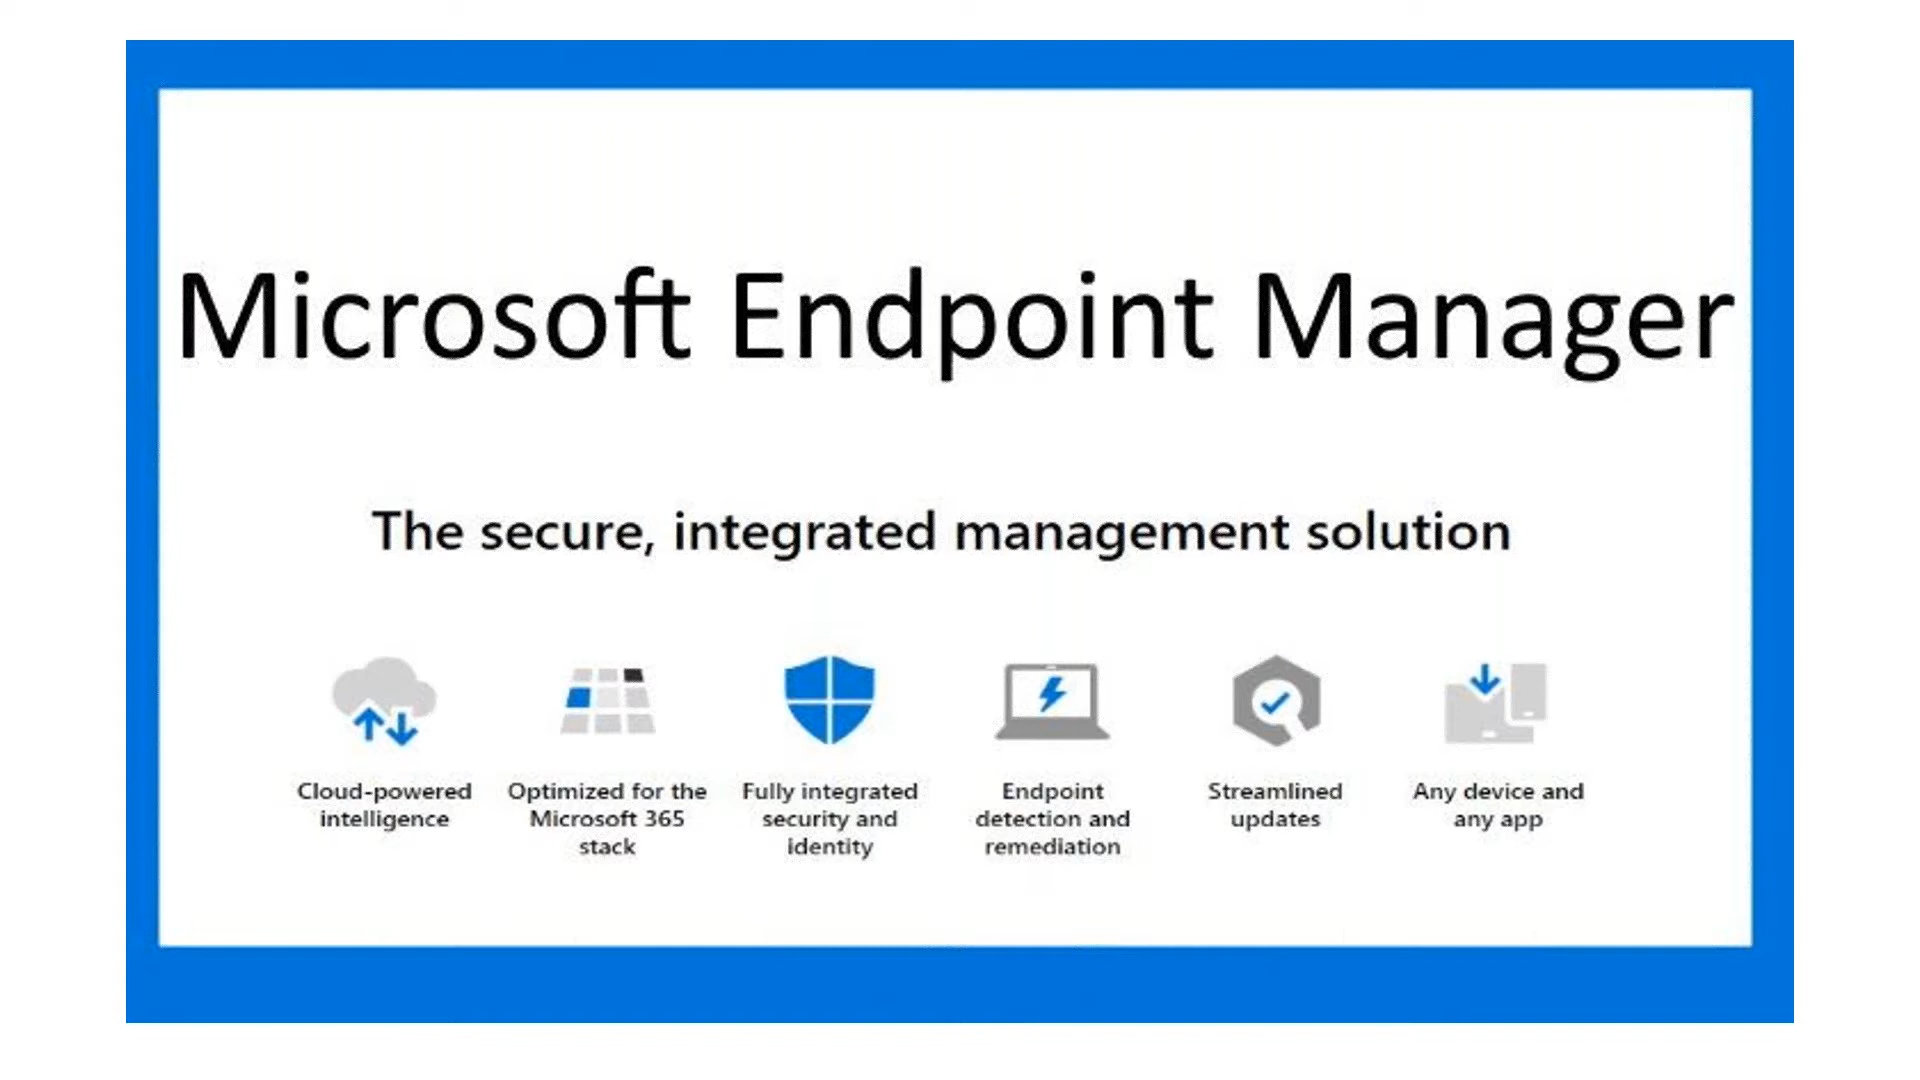 Microsoft Endpoint Manager
The secure, integrated management solution
Cloud-powered
intelligence
Optimized for the
Microsoft 365
stack
Fully integrated
security and
identity
Endpoint
detection and
remediation
Streamlined
updates
Any device and
any app